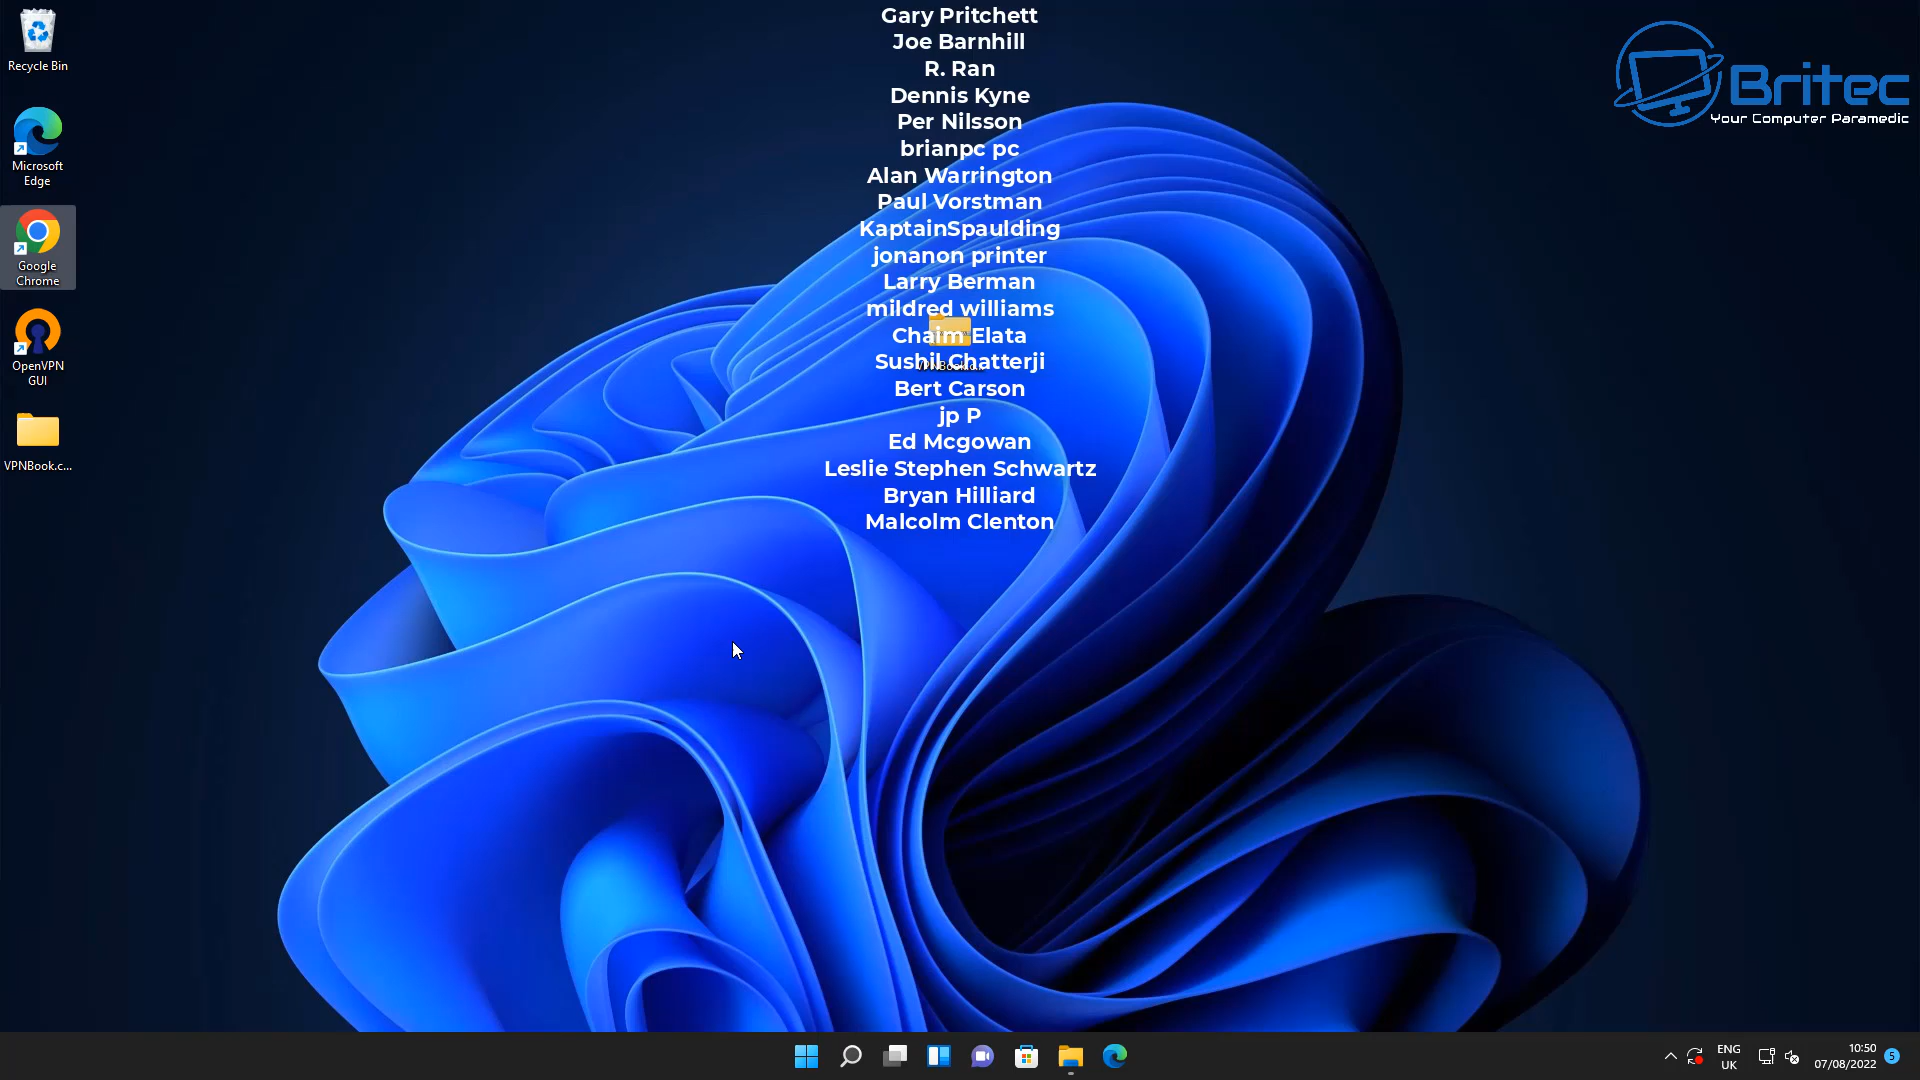 Gary Pritchett
Joe Barnhill
R. Ran
Dennis Kyne
Per Nilsson
brianpc pc
Alan Warrington
Paul Vorstman
KaptainSpaulding
jonanon printer
Larry Berman
mildred williams
Chaim Elata
Sushil Chatterji
Bert Carson
jp P
Ed Mcgowan
Leslie Stephen Schwartz
Bryan Hilliard
Malcolm Clenton
Britec
Your Computer Paramedic
Recycle Bin
Microsoft
Edge
Google
Chrome
OpenVPN
GUI
VPNBook.c...
ENG
UK
10:50
07/08/2022
5